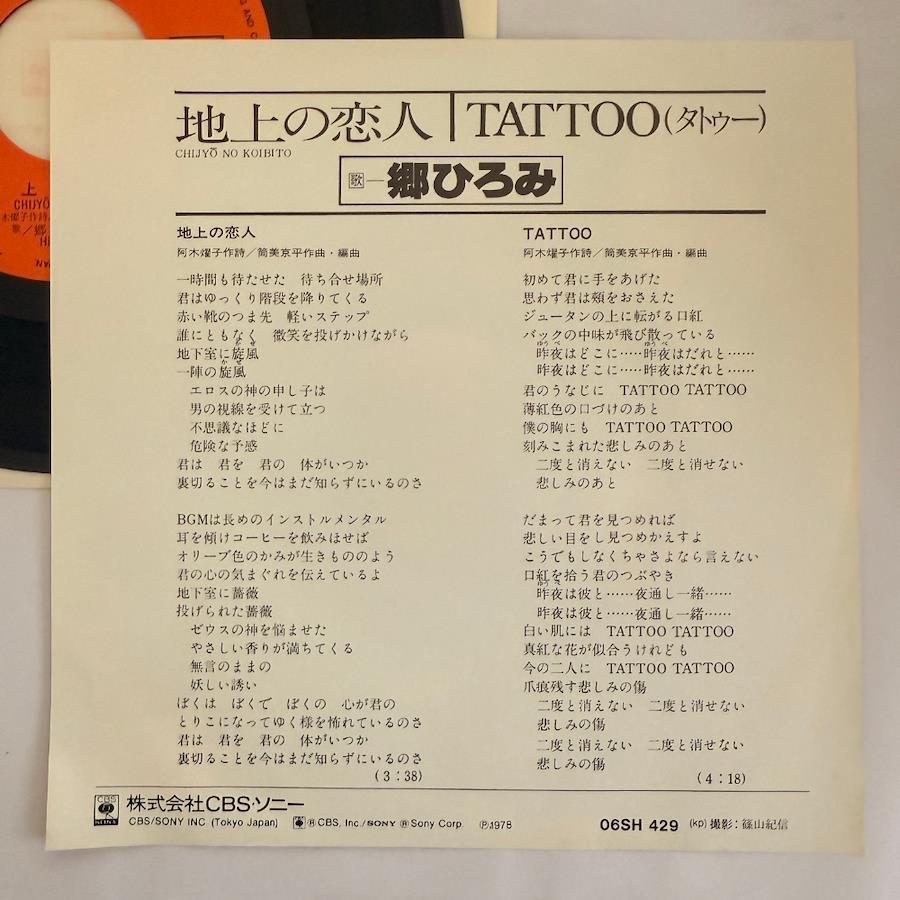 地上の恋人 TATTOO(タトゥー)
CHIJYŌ NO KOIBITO
歌 郷ひろみ
地上の恋人
阿木燿子作詩/筒美京平作曲・編曲
一時間も待たせた 待ち合せ場所
君はゆっくり階段を降りてくる
赤い靴のつま先 軽いステップ
誰にともなく 微笑を投げかけながら
地下室に旋風
かぜ
一陣の旋風
かぜ
エロスの神の申し子は
男の視線を受けて立つ
不思議なほどに
危険な予感
君は 君を 君の 体がいつか
裏切ることを今はまだ知らずにいるのさ
BGMは長めのインストルメンタル
耳を傾けコーヒーを飲みほせば
オリーブ色のかみが生きもののよう
君の心の気まぐれを伝えているよ
地下室に薔薇
投げられた薔薇
ゼウスの神を悩ませた
やさしい香りが満ちてくる
無言のままの
妖しい誘い
ぼくは ぼくで ぼくの 心が君の
とりこになってゆく様を怖れているのさ
君は 君を 君の 体がいつか
裏切ることを今はまだ知らずにいるのさ
(3:38)
TATTOO
阿木燿子作詩/筒美京平作曲・編曲
初めて君に手をあげた
思わず君は頬をおさえた
ジュータンの上に転がる口紅
バックの中味が飛び散っている
ゆうべ ゆうべ
昨夜はどこに……昨夜はだれと……
昨夜はどこに……昨夜はだれと……
君のうなじに TATTOO TATTOO
薄紅色の口づけのあと
僕の胸にも TATTOO TATTOO
刻みこまれた悲しみのあと
二度と消えない 二度と消せない
悲しみのあと
だまって君を見つめれば
悲しい目をし見つめかえすよ
こうでもしなくちゃさよなら言えない
口紅を拾う君のつぶやき
ゆうべ
昨夜は彼と……夜通し一緒……
昨夜は彼と……夜通し一緒……
白い肌には TATTOO TATTOO
真紅な花が似合うけれども
今の二人に TATTOO TATTOO
爪痕残す悲しみの傷
二度と消えない 二度と消せない
悲しみの傷
二度と消えない 二度と消せない
悲しみの傷
(4:18)
CBS 株式会社CBS・ソニー
CBS/SONY INC. (Tokyo Japan) ®CBS, Inc./SONY ®Sony Corp. ℗1978 06SH 429 (kp) 撮影:篠山紀信
上
CHIJYŌ
木燿子作詩
歌/郷
HI